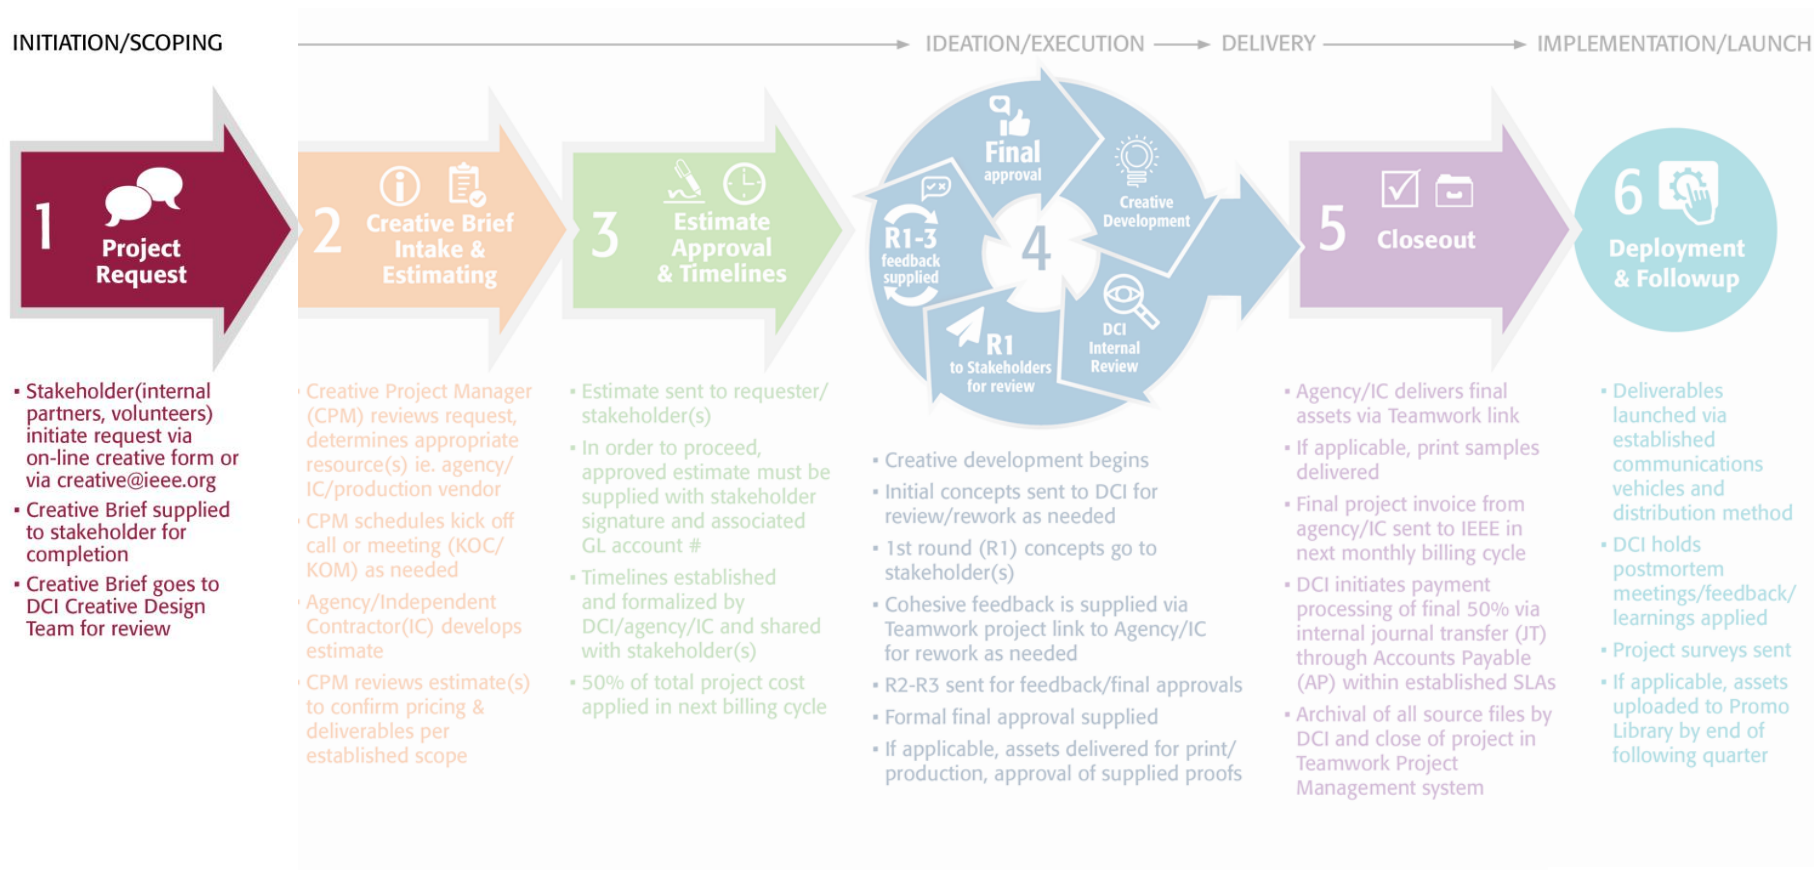 INITIATION/SCOPING
IDEATION/EXECUTION
DELIVERY
IMPLEMENTATION/LAUNCH
1
Project
Request
▪ Stakeholder(internal
partners, volunteers)
initiate request via
on-line creative form or
via creative@ieee.org
▪ Creative Brief supplied
to stakeholder for
completion
▪ Creative Brief goes to
DCI Creative Design
Team for review
2
Creative Brief
Intake &
Estimating
▪ Creative Project Manager
(CPM) reviews request,
determines appropriate
resource(s) ie. agency/
IC/production vendor
▪ CPM schedules kick off
call or meeting (KOC/
KOM) as needed
▪ Agency/Independent
Contractor(IC) develops
estimate
▪ CPM reviews estimate(s)
to confirm pricing &
deliverables per
established scope
3
Estimate
Approval
& Timelines
▪ Estimate sent to requester/
stakeholder(s)
▪ In order to proceed,
approved estimate must be
supplied with stakeholder
signature and associated
GL account #
▪ Timelines established
and formalized by
DCI/agency/IC and shared
with stakeholder(s)
▪ 50% of total project cost
applied in next billing cycle
4
Creative
Development
DCI
Internal
Review
R1
to Stakeholders
for review
R1-3
feedback
supplied
Final
approval
▪ Creative development begins
▪ Initial concepts sent to DCI for
review/rework as needed
▪ 1st round (R1) concepts go to
stakeholder(s)
▪ Cohesive feedback is supplied via
Teamwork project link to Agency/IC
for rework as needed
▪ R2-R3 sent for feedback/final approvals
▪ Formal final approval supplied
▪ If applicable, assets delivered for print/
production, approval of supplied proofs
5
Closeout
▪ Agency/IC delivers final
assets via Teamwork link
▪ If applicable, print samples
delivered
▪ Final project invoice from
agency/IC sent to IEEE in
next monthly billing cycle
▪ DCI initiates payment
processing of final 50% via
internal journal transfer (JT)
through Accounts Payable
(AP) within established SLAs
▪ Archival of all source files by
DCI and close of project in
Teamwork Project
Management system
6
Deployment
& Followup
▪ Deliverables
launched via
established
communications
vehicles and
distribution method
▪ DCI holds
postmortem
meetings/feedback/
learnings applied
▪ Project surveys sent
▪ If applicable, assets
uploaded to Promo
Library by end of
following quarter